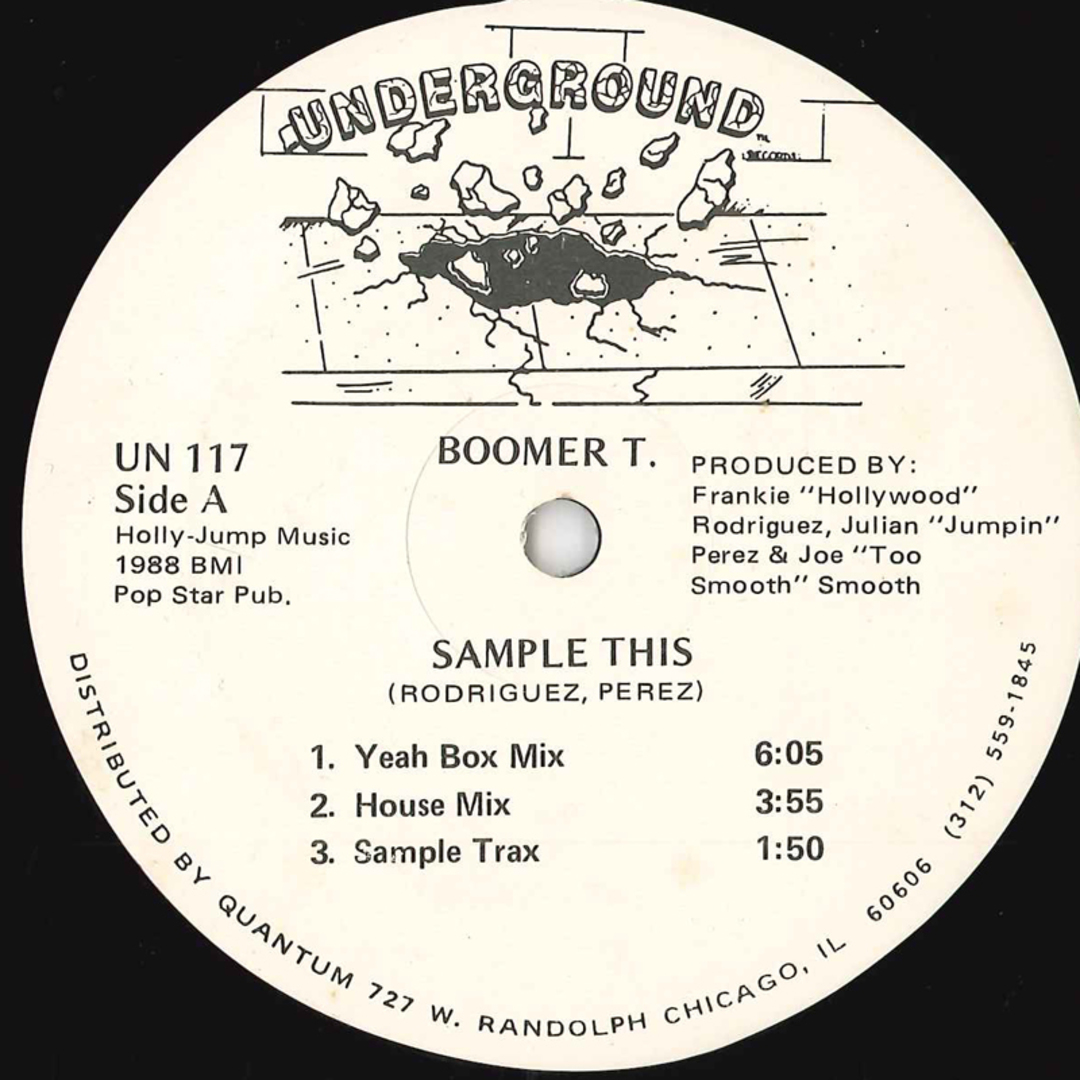 UNDERGROUND
TM
RECORDS
UN 117
Side A
Holly-Jump Music
1988 BMI
Pop Star Pub.
BOOMER T.
PRODUCED BY:
Frankie "Hollywood"
Rodriguez, Julian "Jumpin"
Perez & Joe "Too
Smooth" Smooth
SAMPLE THIS
(RODRIGUEZ, PEREZ)
1. Yeah Box Mix 6:05
2. House Mix 3:55
3. Sample Trax 1:50
DISTRIBUTED BY QUANTUM 727 W. RANDOLPH CHICAGO, IL 60606 (312) 559-1845